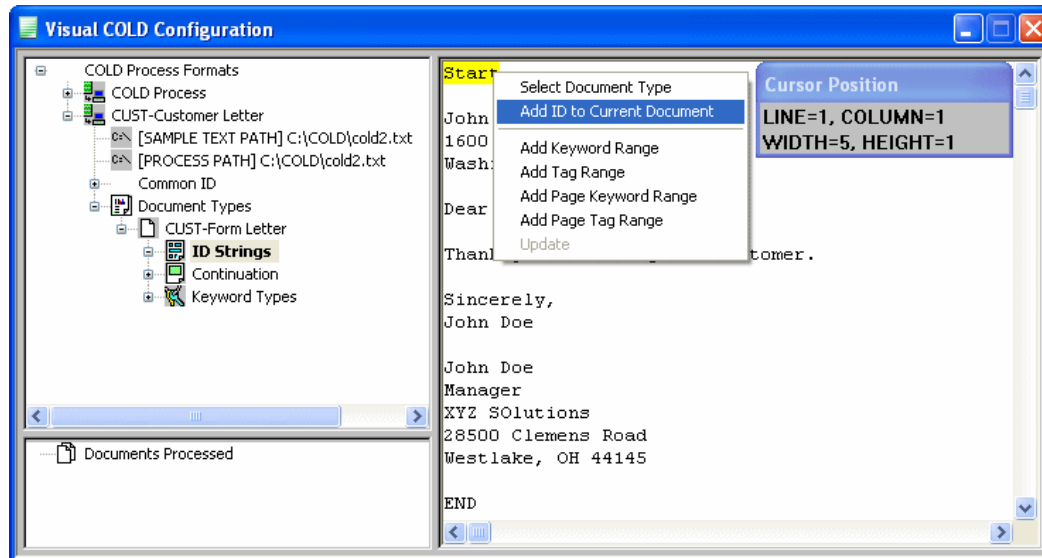 Visual COLD Configuration
COLD Process Formats
COLD Process
CUST-Customer Letter
C:\ [SAMPLE TEXT PATH] C:\COLD\cold2.txt
C:\ [PROCESS PATH] C:\COLD\cold2.txt
Common ID
Document Types
CUST-Form Letter
ID Strings
Continuation
Keyword Types
Documents Processed
Start
John
1600
Dear
tomer.
Sincerely,
John Doe
John Doe
Manager
XYZ SOlutions
28500 Clemens Road
Westlake, OH 44145
END
Select Document Type
Add ID to Current Document
Add Keyword Range
Add Tag Range
Add Page Keyword Range
Add Page Tag Range
Update
Cursor Position
LINE=1, COLUMN=1
WIDTH=5, HEIGHT=1